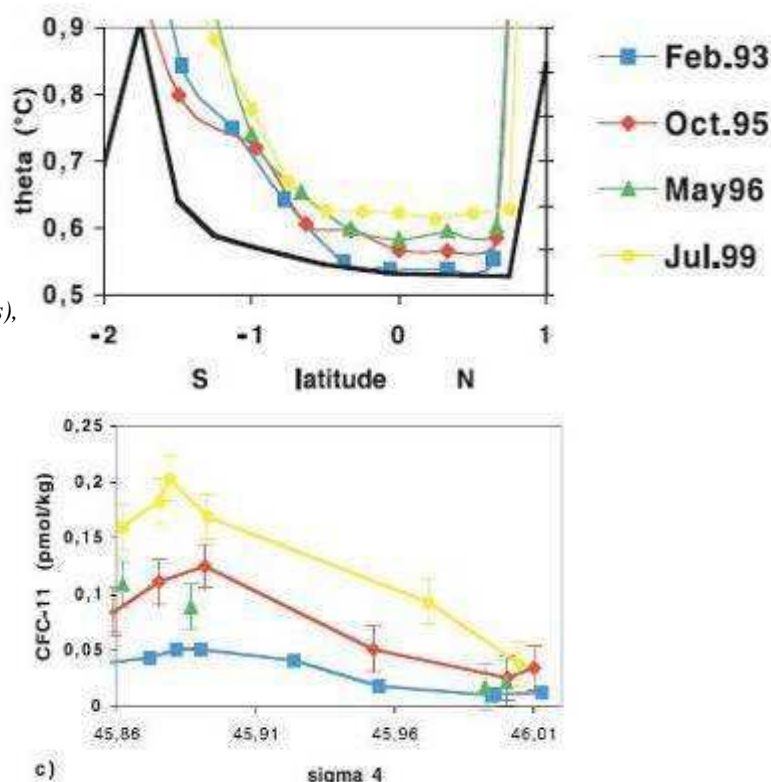 0,9
0,8
0,7
0,6
0,5
theta (°C)
-2 -1 0 1
S latitude N
Feb.93
Oct.95
May96
Jul.99
s),
0,25
0,2
0,15
0,1
0,05
0
CFC-11 (pmol/kg)
45,86 45,91 45,96 46,01
c) sigma 4